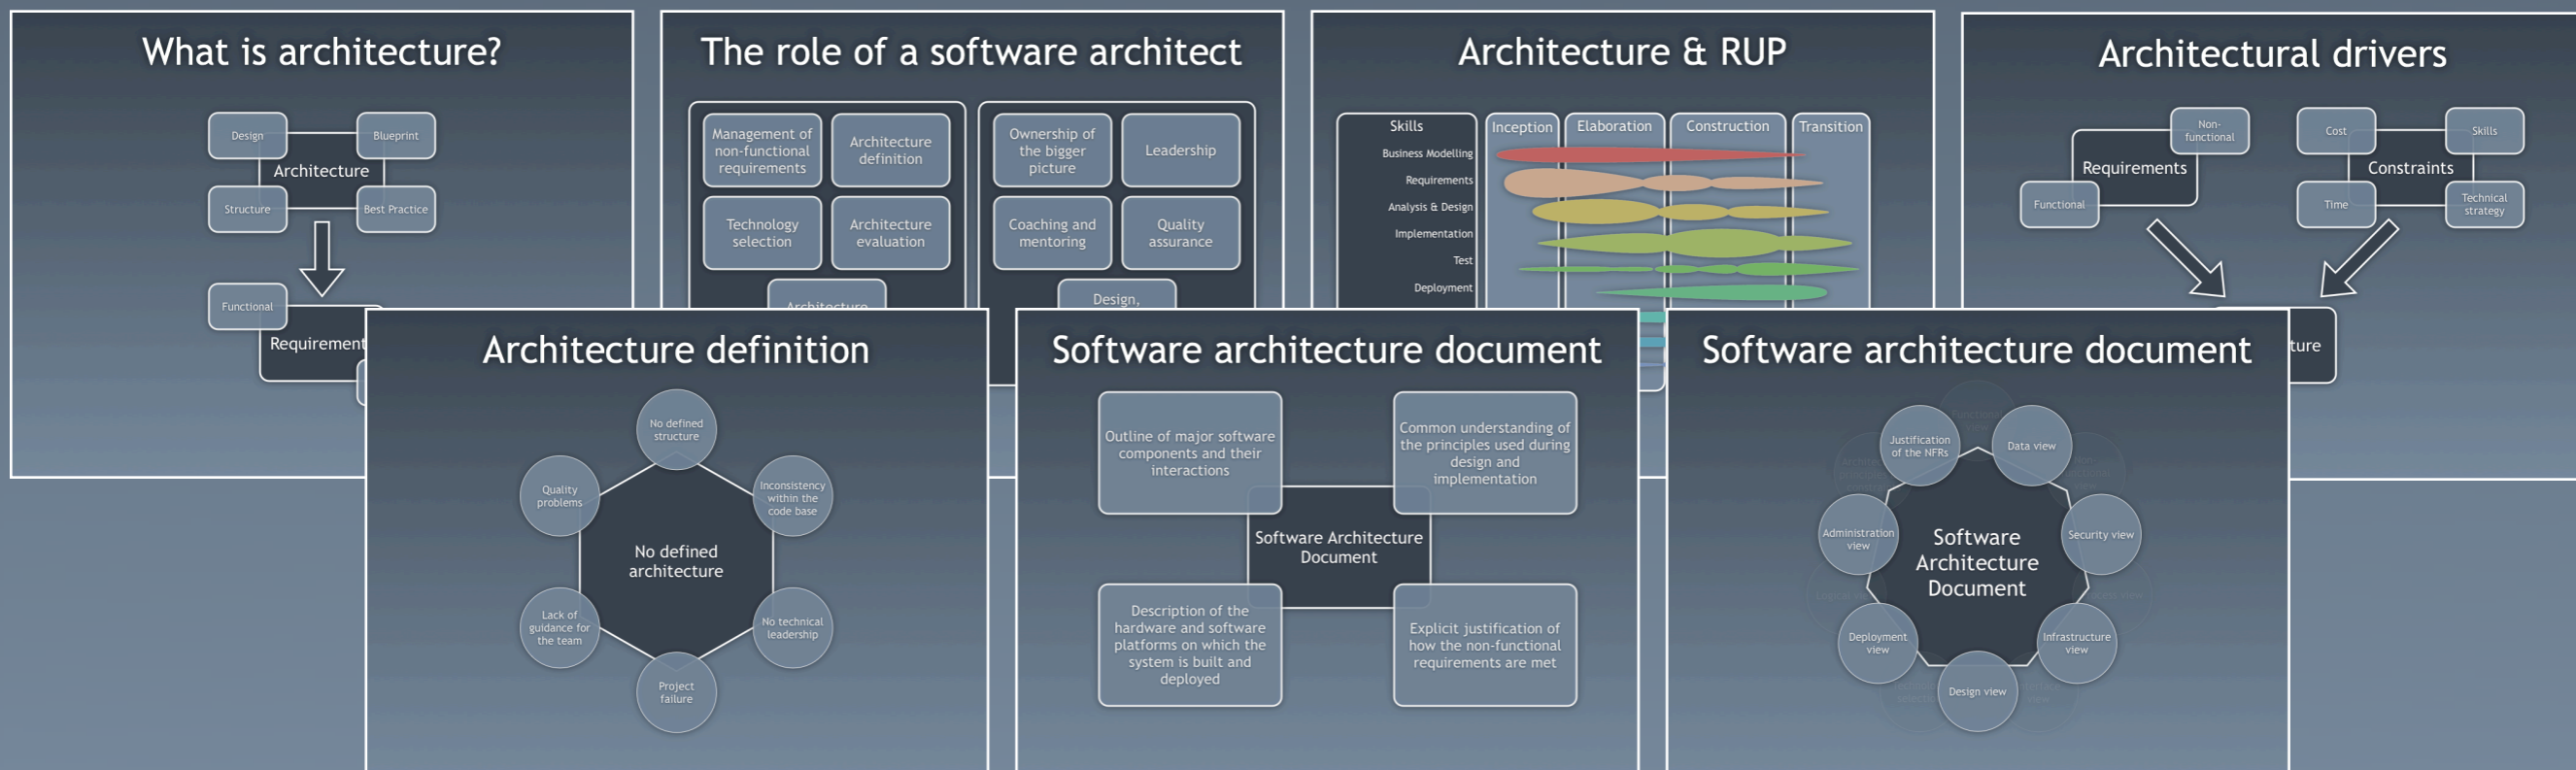 What is architecture?
Design
Blueprint
Architecture
Structure
Best Practice
Functional
Requirement
The role of a software architect
Management of
non-functional
requirements
Architecture
definition
Technology
selection
Architecture
evaluation
Architecture
Ownership of
the bigger
picture
Leadership
Coaching and
mentoring
Quality
assurance
Design,
Architecture & RUP
Skills
Inception
Elaboration
Construction
Transition
Business Modelling
Requirements
Analysis & Design
Implementation
Test
Deployment
Architectural drivers
Non-
functional
Requirements
Functional
Cost
Skills
Constraints
Time
Technical
strategy
ture
Architecture definition
No defined
structure
Quality
problems
Inconsistency
within the
code base
No defined
architecture
Lack of
guidance for
the team
No technical
leadership
Project
failure
Software architecture document
Outline of major software
components and their
interactions
Common understanding of
the principles used during
design and
implementation
Software Architecture
Document
Description of the
hardware and software
platforms on which the
system is built and
deployed
Explicit justification of
how the non-functional
requirements are met
Software architecture document
Justification
of the NFRs
Data view
Administration
view
Security view
Software
Architecture
Document
Deployment
view
Infrastructure
view
Design view